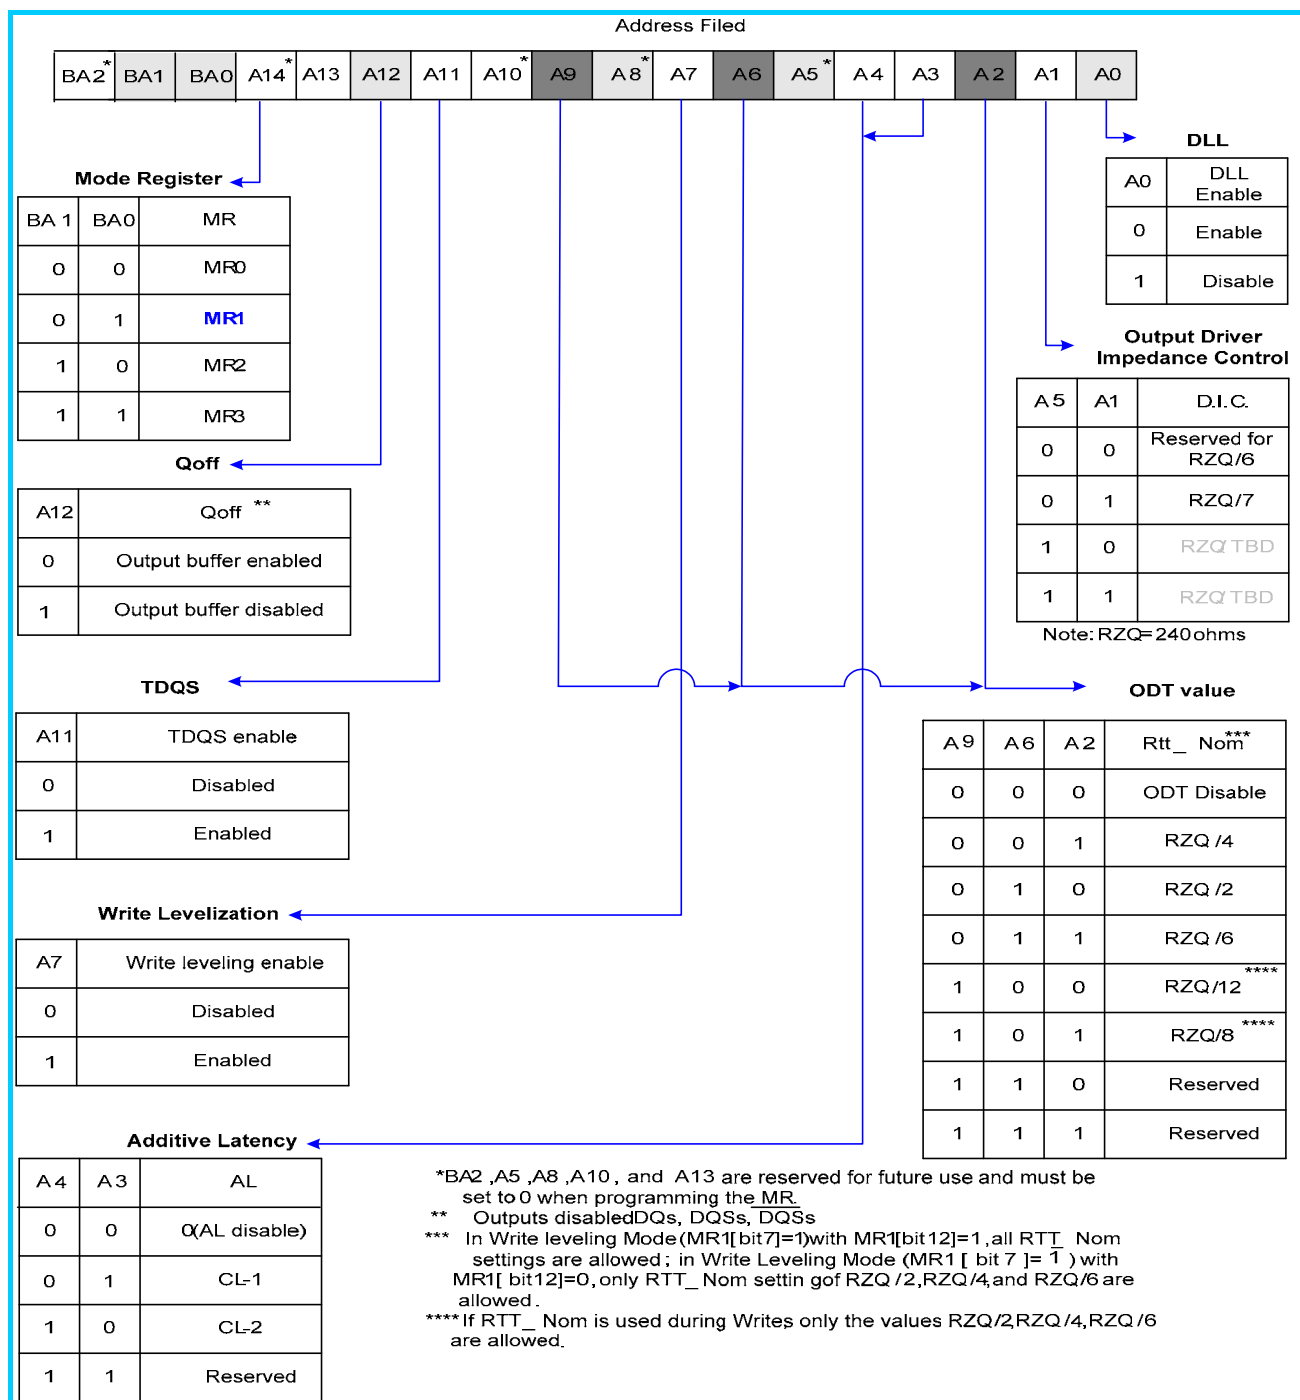 Address Filed
BA2* BA1 BA0 A14* A13 A12 A11 A10* A9 A8* A7 A6 A5* A4 A3 A2 A1 A0
DLL
A0 DLL Enable
0 Enable
1 Disable
Mode Register
BA1 BA0 MR
0 0 MR0
0 1 MR1
1 0 MR2
1 1 MR3
Output Driver
Impedance Control
A5 A1 D.I.C.
0 0 Reserved for RZQ/6
0 1 RZQ/7
1 0 RZQ/TBD
1 1 RZQ/TBD
Note: RZQ=240ohms
Qoff
A12 Qoff **
0 Output buffer enabled
1 Output buffer disabled
TDQS
A11 TDQS enable
0 Disabled
1 Enabled
ODT value
A9 A6 A2 Rtt_ Nom***
0 0 0 ODT Disable
0 0 1 RZQ/4
0 1 0 RZQ/2
0 1 1 RZQ/6
1 0 0 RZQ/12****
1 0 1 RZQ/8****
1 1 0 Reserved
1 1 1 Reserved
Write Levelization
A7 Write leveling enable
0 Disabled
1 Enabled
Additive Latency
A4 A3 AL
0 0 0(AL disable)
0 1 CL-1
1 0 CL-2
1 1 Reserved
*BA2 ,A5 ,A8 ,A10, and A13 are reserved for future use and must be
set to 0 when programming the MR.
** Outputs disabledDQs, DQSs, DQSs
*** In Write leveling Mode(MR1[bit7]=1)with MR1[bit12]=1,all RTT_ Nom
settings are allowed; in Write Leveling Mode (MR1 [ bit 7 ]= 1 ) with
MR1[ bit12]=0,only RTT_ Nom settin gof RZQ /2,RZQ/4,and RZQ/6 are
allowed.
**** If RTT_ Nom is used during Writes only the values RZQ/2,RZQ/4,RZQ/6
are allowed.